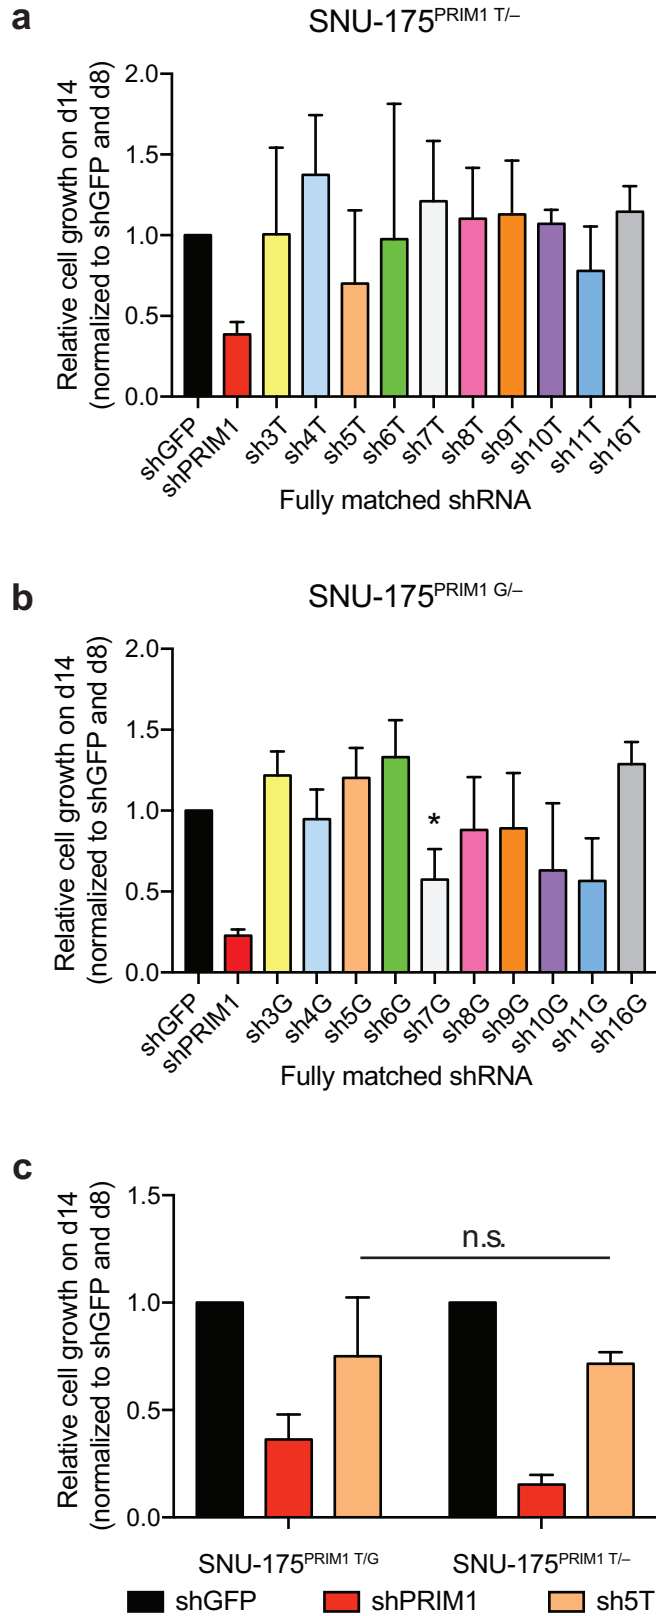 a
SNU-175PRIM1 T/–
Relative cell growth on d14
(normalized to shGFP and d8)
2.0
1.5
1.0
0.5
0.0
shGFP
shPRIM1
sh3T
sh4T
sh5T
sh6T
sh7T
sh8T
sh9T
sh10T
sh11T
sh16T
Fully matched shRNA
b
SNU-175PRIM1 G/–
Relative cell growth on d14
(normalized to shGFP and d8)
2.0
1.5
1.0
0.5
0.0
*
shGFP
shPRIM1
sh3G
sh4G
sh5G
sh6G
sh7G
sh8G
sh9G
sh10G
sh11G
sh16G
Fully matched shRNA
c
Relative cell growth on d14
(normalized to shGFP and d8)
1.5
1.0
0.5
0.0
n.s.
SNU-175PRIM1 T/G
SNU-175PRIM1 T/–
shGFP
shPRIM1
sh5T